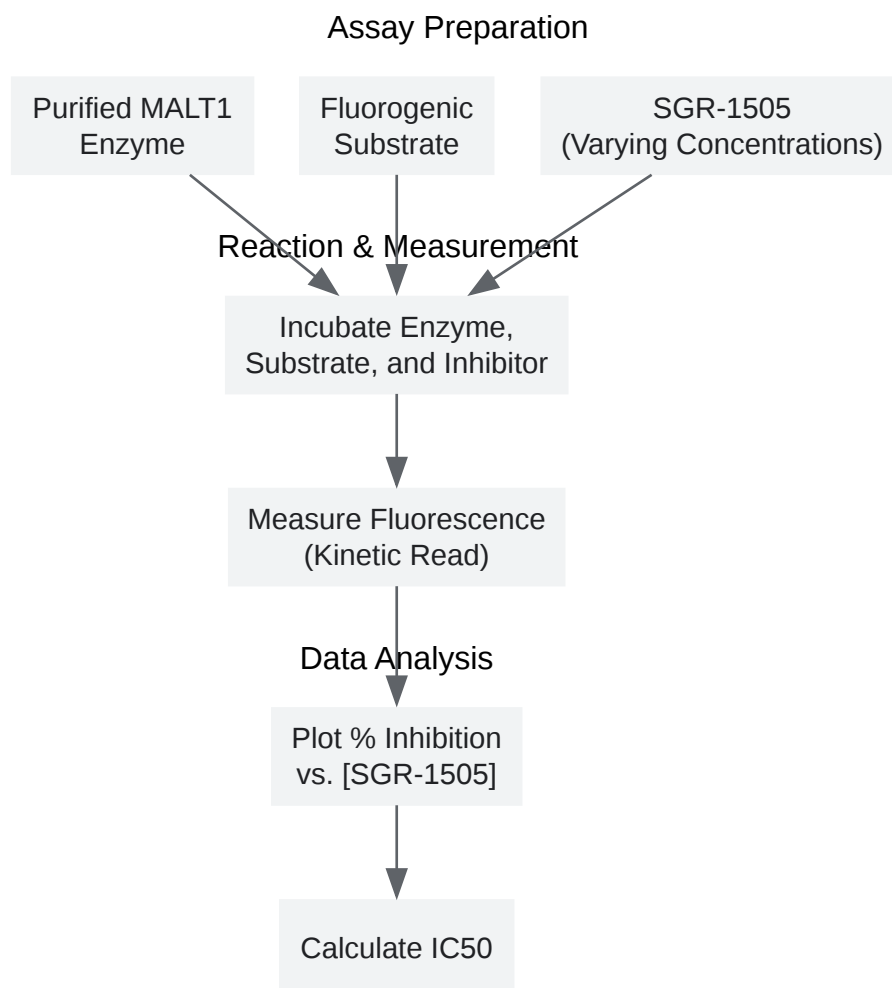 Assay Preparation
Purified MALT1
Enzyme
Fluorogenic
Substrate
SGR-1505
(Varying Concentrations)
Reaction & Measurement
Incubate Enzyme,
Substrate, and Inhibitor
Measure Fluorescence
(Kinetic Read)
Data Analysis
Plot % Inhibition
vs. [SGR-1505]
Calculate IC50